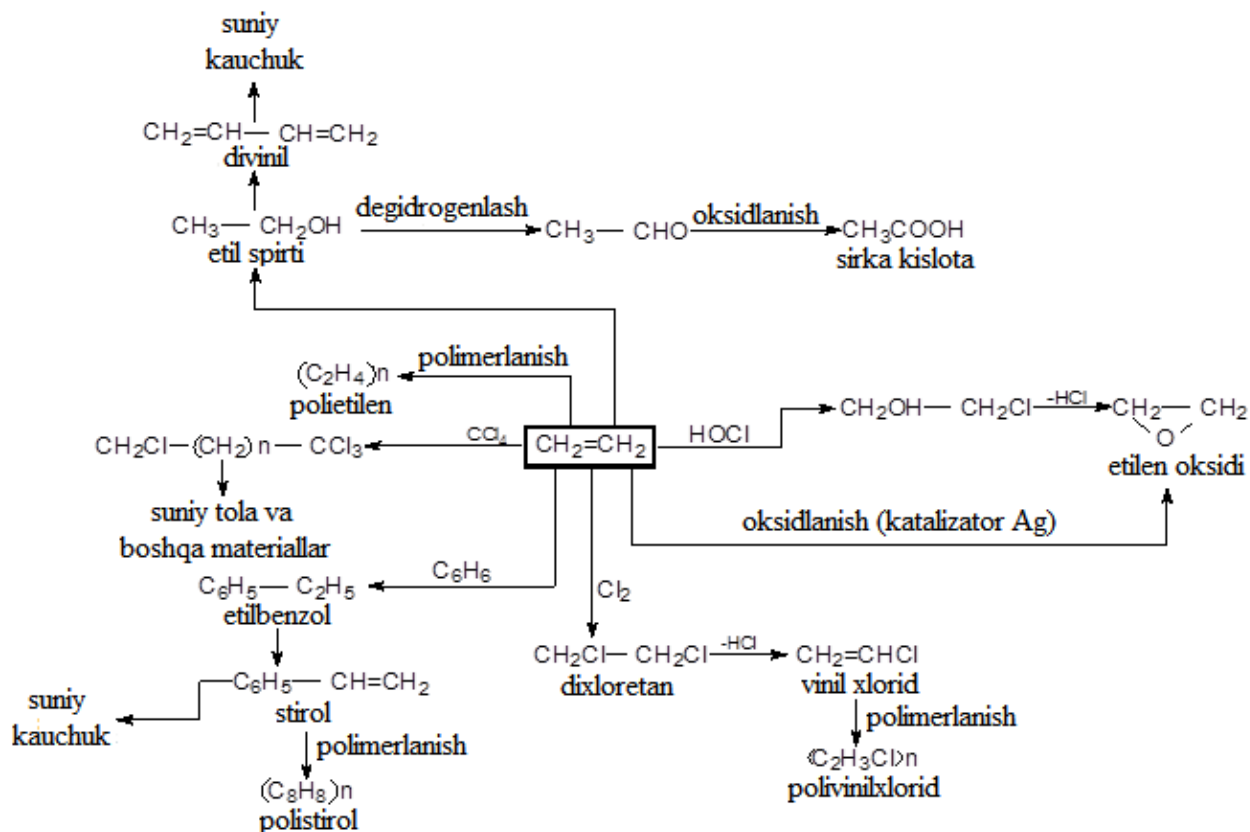 suniy
kauchuk
CH₂=CH — CH=CH₂
divinil
CH₃ — CH₂OH
etil spirti
degidrogenlash
CH₃ — CHO
oksidlanish
CH₃COOH
sirka kislota
polimerlanish
(C₂H₄)n
polietilen
CH₂Cl—(CH₂)n — CCl₃
CCl₄
CH₂=CH₂
HOCl
CH₂OH — CH₂Cl
-HCl
CH₂ — CH₂
O
etilen oksidi
suniy tola va
boshqa materiallar
oksidlanish (katalizator Ag)
C₆H₅ — C₂H₅
etilbenzol
C₆H₆
Cl₂
CH₂Cl — CH₂Cl
dixloretan
-HCl
CH₂=CHCl
vinil xlorid
C₆H₅ — CH=CH₂
stirol
suniy
kauchuk
polimerlanish
(C₈H₈)n
polistirol
polimerlanish
(C₂H₃Cl)n
polivinilxlorid